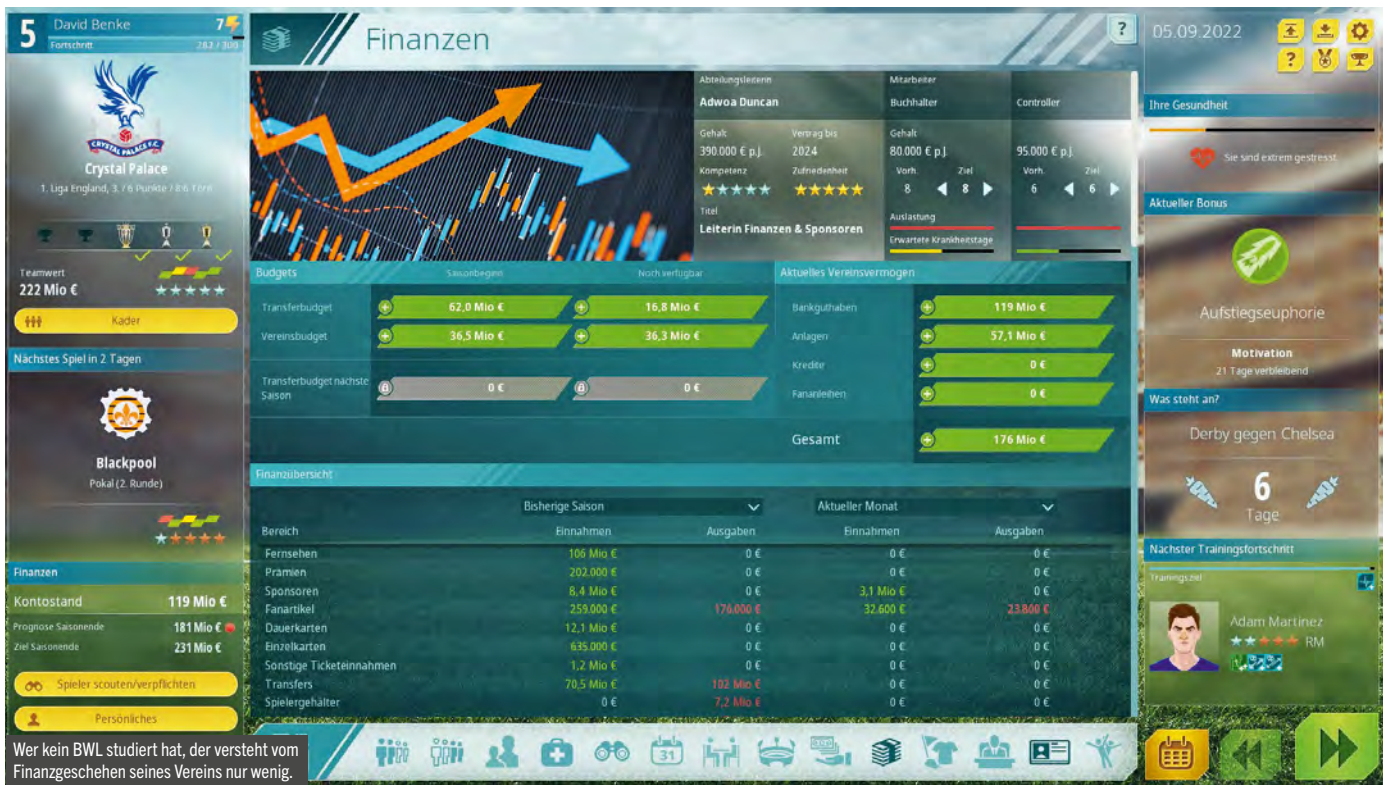 5
David Benke
7
Fortschritt
282 / 300
CRYSTAL PALACE F.C.
Crystal Palace
1. Liga England, 3. / 6 Punkte / 8:6 Tore
Teamwert
222 Mio €
Kader
Nächstes Spiel in 2 Tagen
Blackpool
Pokal (2. Runde)
Finanzen
Kontostand 119 Mio €
Prognose Saisonende 181 Mio €
Ziel Saisonende 231 Mio €
Spieler scouten/verpflichten
Persönliches
Wer kein BWL studiert hat, der versteht vom
Finanzgeschehen seines Vereins nur wenig.
Finanzen
?
Abteilungsleiterin
Adwoa Duncan
Gehalt Vertrag bis
390.000 € p.J. 2024
Kompetenz Zufriedenheit
Titel
Leiterin Finanzen & Sponsoren
Mitarbeiter
Buchhalter Controller
Gehalt
80.000 € p.J. 95.000 € p.J.
Vorh. Ziel Vorh. Ziel
8 8 6 6
Auslastung
Erwartete Krankheitstage
Budgets Saisonbeginn Noch verfügbar
Transferbudget 62,0 Mio € 16,8 Mio €
Vereinsbudget 36,5 Mio € 36,3 Mio €
Transferbudget nächste
Saison
0 € 0 €
Aktuelles Vereinsvermögen
Bankguthaben 119 Mio €
Anlagen 57,1 Mio €
Kredite 0 €
Fananleihen 0 €
Gesamt 176 Mio €
Finanzübersicht
Bisherige Saison Aktueller Monat
Bereich Einnahmen Ausgaben Einnahmen Ausgaben
Fernsehen 106 Mio € 0 € 0 € 0 €
Prämien 202.000 € 0 € 0 € 0 €
Sponsoren 8,4 Mio € 0 € 3,1 Mio € 0 €
Fanartikel 259.000 € 176.000 € 32.600 € 23.800 €
Dauerkarten 12,1 Mio € 0 € 0 € 0 €
Einzelkarten 635.000 € 0 € 0 € 0 €
Sonstige Ticketeinnahmen 1,2 Mio € 0 € 0 € 0 €
Transfers 70,5 Mio € 102 Mio € 0 € 0 €
Spielergehälter 0 € 7,2 Mio € 0 € 0 €
31
05.09.2022
?
Ihre Gesundheit
Sie sind extrem gestresst
Aktueller Bonus
Aufstiegseuphorie
Motivation
21 Tage verbleibend
Was steht an?
Derby gegen Chelsea
6
Tage
Nächster Trainingsfortschritt
Trainingsziel
Adam Martinez
RM